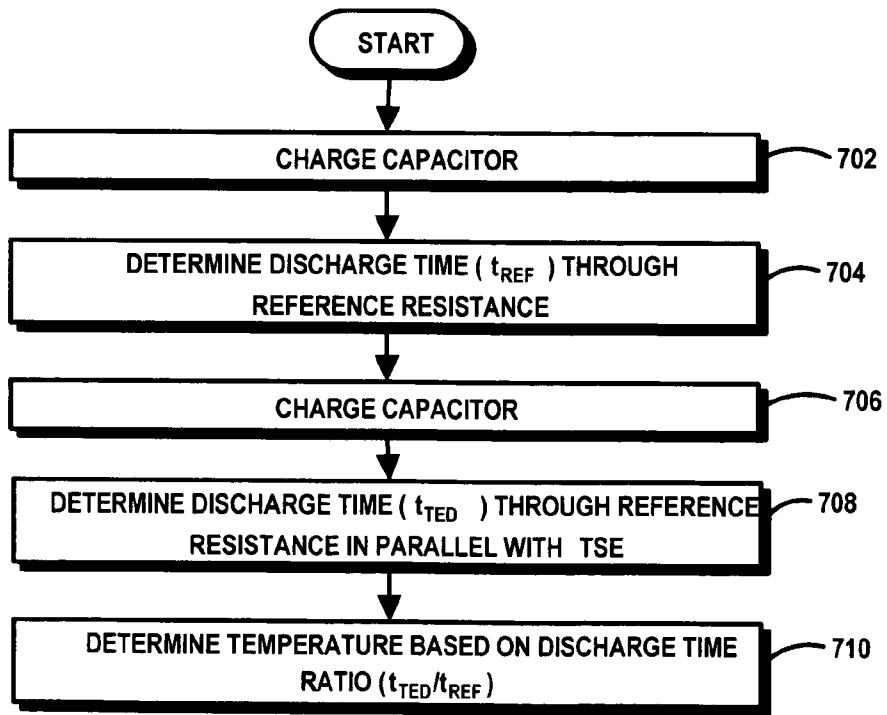 START
CHARGE CAPACITOR
702
DETERMINE DISCHARGE TIME ( tREF ) THROUGH
REFERENCE RESISTANCE
704
CHARGE CAPACITOR
706
DETERMINE DISCHARGE TIME ( tTED ) THROUGH REFERENCE
RESISTANCE IN PARALLEL WITH TSE
708
DETERMINE TEMPERATURE BASED ON DISCHARGE TIME
RATIO (tTED/tREF)
710